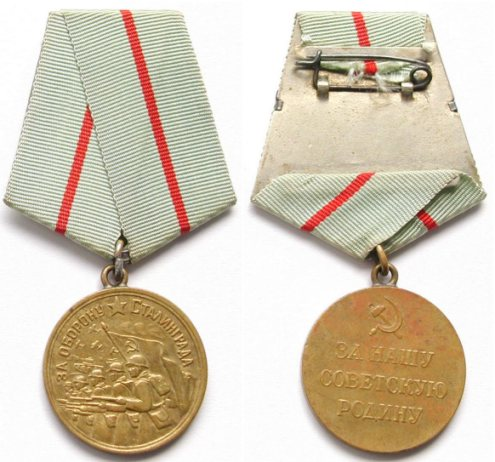 ЗА ОБОРОНУ СТАЛИНГРАДА
ЗА НАШУ
СОВЕТСКУЮ
РОДИНУ